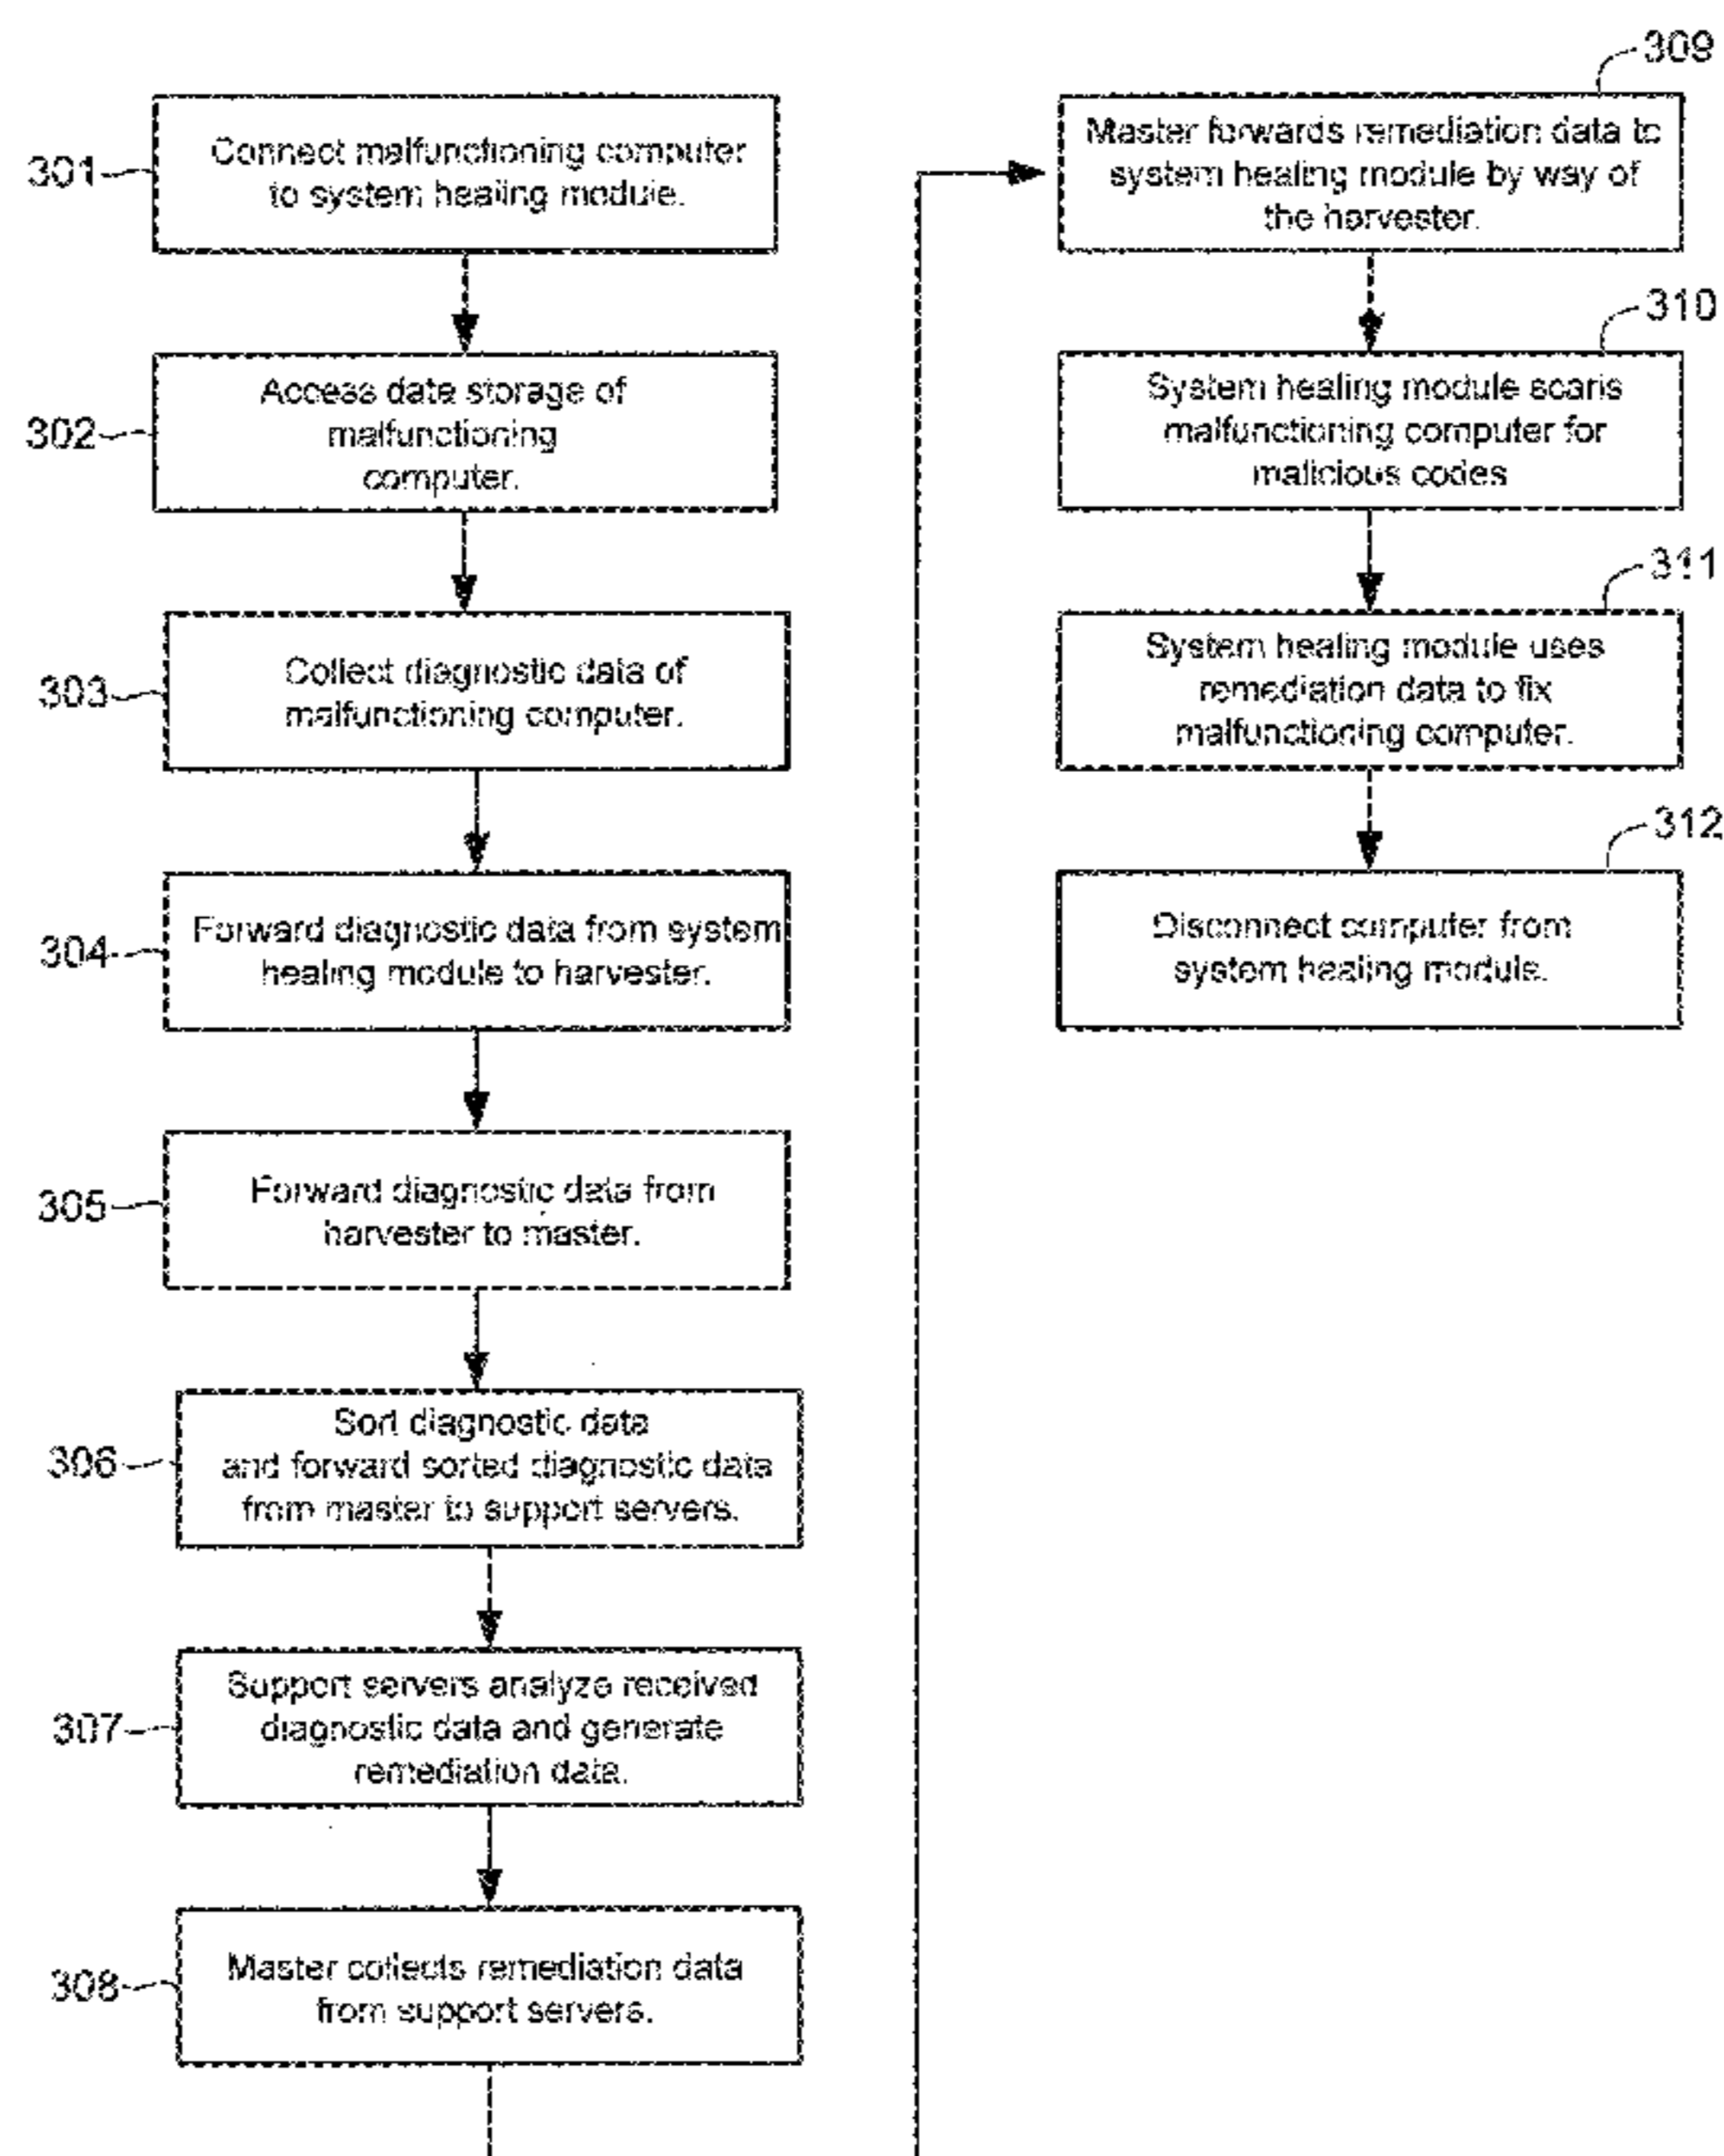 301
Connect malfunctioning computer
to system healing module.
302
Access data storage of
malfunctioning
computer.
303
Collect diagnostic data of
malfunctioning computer.
304
Forward diagnostic data from system
healing module to harvester.
305
Forward diagnostic data from
harvester to master.
306
Sort diagnostic data
and forward sorted diagnostic data
from master to support servers.
307
Support servers analyze received
diagnostic data and generate
remediation data.
308
Master collects remediation data
from support servers.
309
Master forwards remediation data to
system healing module by way of
the harvester.
310
System healing module scans
malfunctioning computer for
malicious codes
311
System healing module uses
remediation data to fix
malfunctioning computer.
312
Disconnect computer from
system healing module.